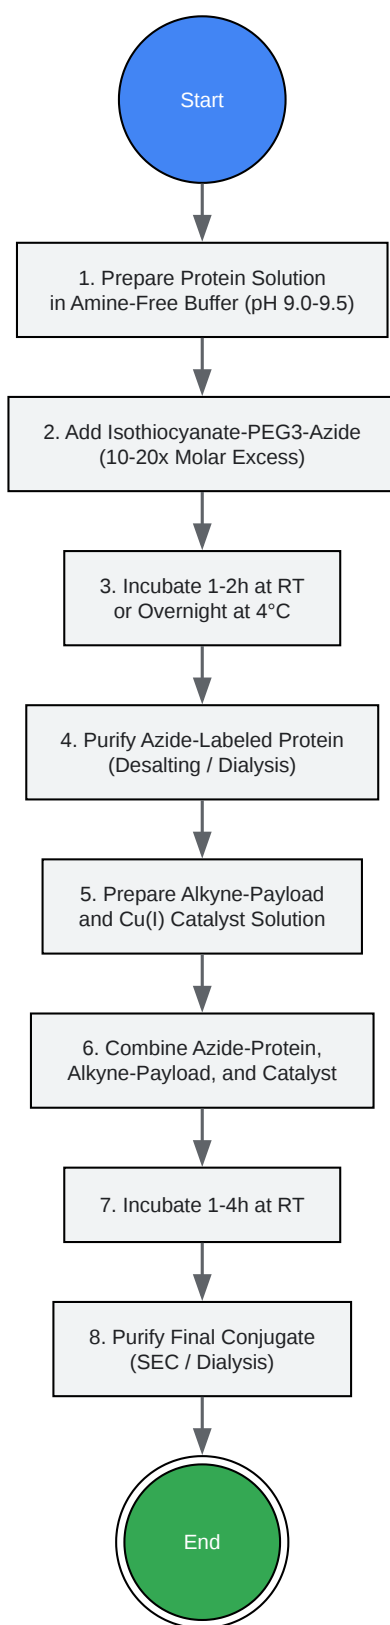 Start
1. Prepare Protein Solution
in Amine-Free Buffer (pH 9.0-9.5)
2. Add Isothiocyanate-PEG3-Azide
(10-20x Molar Excess)
3. Incubate 1-2h at RT
or Overnight at 4°C
4. Purify Azide-Labeled Protein
(Desalting / Dialysis)
5. Prepare Alkyne-Payload
and Cu(I) Catalyst Solution
6. Combine Azide-Protein,
Alkyne-Payload, and Catalyst
7. Incubate 1-4h at RT
8. Purify Final Conjugate
(SEC / Dialysis)
End